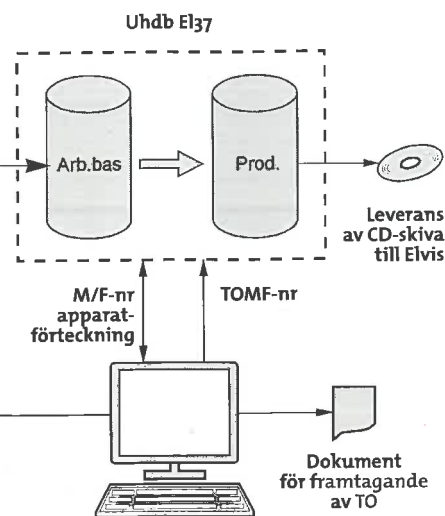 Uhdb El37
Arb.bas
Prod.
Leverans
av CD-skiva
till Elvis
M/F-nr
apparat-
förteckning
TOMF-nr
Dokument
för framtagande
av TO